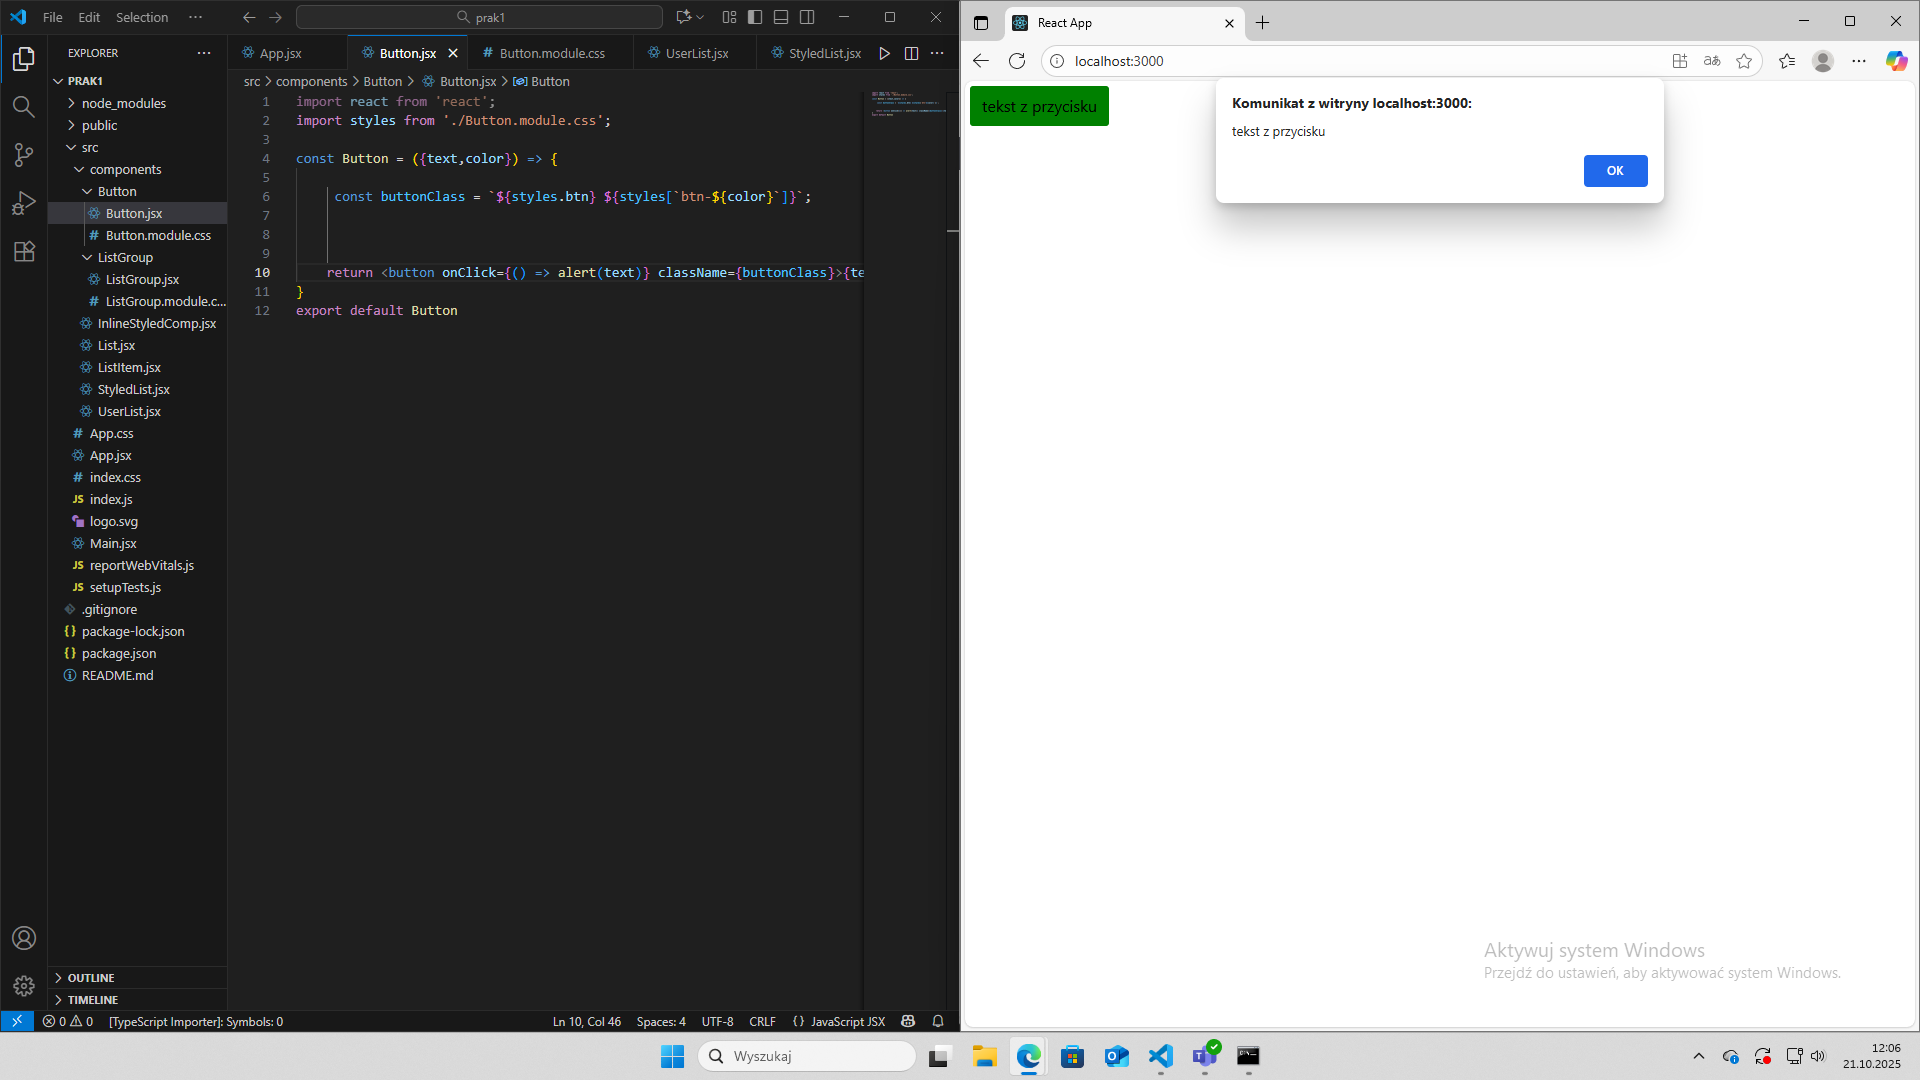 File Edit Selection ···
prak1
EXPLORER
PRAK1
node_modules
public
src
components
Button
Button.jsx
Button.module.css
ListGroup
ListGroup.jsx
ListGroup.module.c...
InlineStyledComp.jsx
List.jsx
ListItem.jsx
StyledList.jsx
UserList.jsx
App.css
App.jsx
index.css
index.js
logo.svg
Main.jsx
reportWebVitals.js
setupTests.js
.gitignore
package-lock.json
package.json
README.md
OUTLINE
TIMELINE
App.jsx Button.jsx Button.module.css UserList.jsx StyledList.jsx
src > components > Button > Button.jsx > Button
1 import react from 'react';
2 import styles from './Button.module.css';
3
4 const Button = ({text,color}) => {
5
6 const buttonClass = `${styles.btn} ${styles[`btn-${color}`]}`;
7
8
9
10 return <button onClick={() => alert(text)} className={buttonClass}>{te
11 }
12 export default Button
0 0 [TypeScript Importer]: Symbols: 0 Ln 10, Col 46 Spaces: 4 UTF-8 CRLF {} JavaScript JSX
React App
localhost:3000
tekst z przycisku
Komunikat z witryny localhost:3000:
tekst z przycisku
OK
Aktywuj system Windows
Przejdź do ustawień, aby aktywować system Windows.
Wyszukaj
12:06
21.10.2025